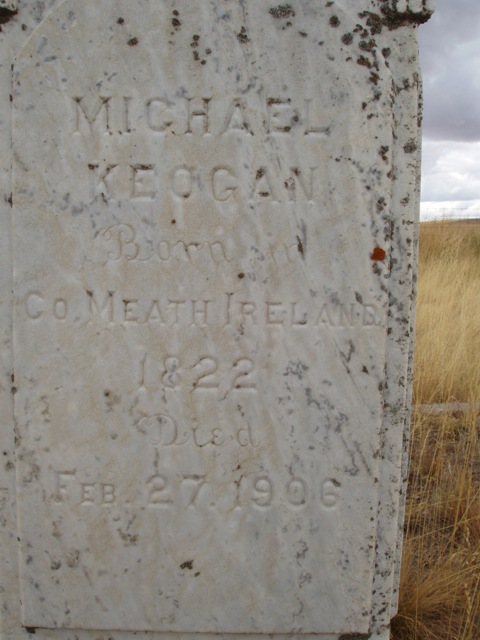 MICHAEL
KEOGAN
Born in
CO. MEATH IRELAND
1822
Died
FEB. 27. 1906